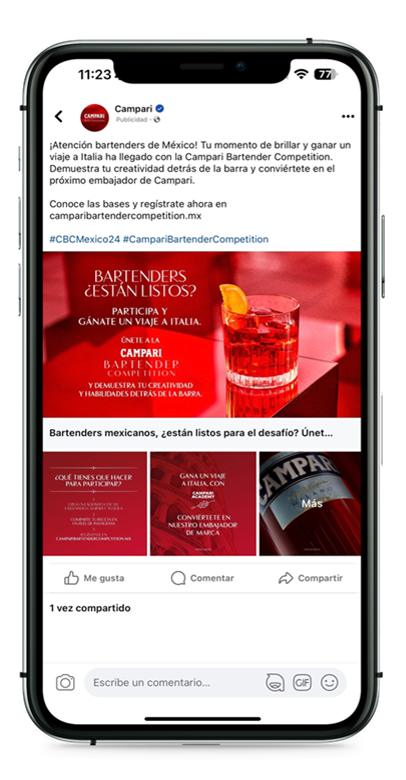 11:23
77
CAMPARI
Campari
Publicidad ·
¡Atención bartenders de México! Tu momento de brillar y ganar un
viaje a Italia ha llegado con la Campari Bartender Competition.
Demuestra tu creatividad detrás de la barra y conviértete en el
próximo embajador de Campari.
Conoce las bases y regístrate ahora en
camparibartendercompetition.mx
#CBCMexico24 #CampariBartenderCompetition
BARTENDERS
¿ESTÁN LISTOS?
PARTICIPA Y
GÁNATE UN VIAJE A ITALIA.
ÚNETE A LA
CAMPARI
BARTENDER
COMPETITION
Y DEMUESTRA TU CREATIVIDAD
Y HABILIDADES DETRÁS DE LA BARRA.
Bartenders mexicanos, ¿están listos para el desafío? Únet...
¿QUÉ TIENES QUE HACER
PARA PARTICIPAR?
CAMPARIBARTENDERCOMPETITION.MX
GANA UN VIAJE
A ITALIA, CON
CAMPARI
ACADEMY
Y
CONVIÉRTETE EN
NUESTRO EMBAJADOR
DE MARCA
CAMPARI
Más
Me gusta
Comentar
Compartir
1 vez compartido
Escribe un comentario...
GIF